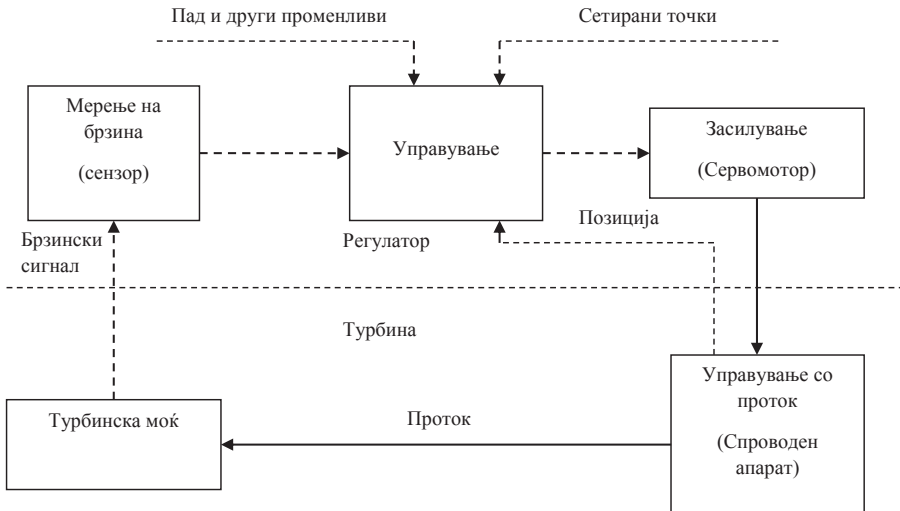 Пад и други променливи
Сетирани точки
Мерење на
брзина
(сензор)
Управување
Засилување
(Сервомотор)
Брзински
сигнал
Регулатор
Позиција
Турбина
Турбинска моќ
Проток
Управување со
проток
(Спроводен
апарат)